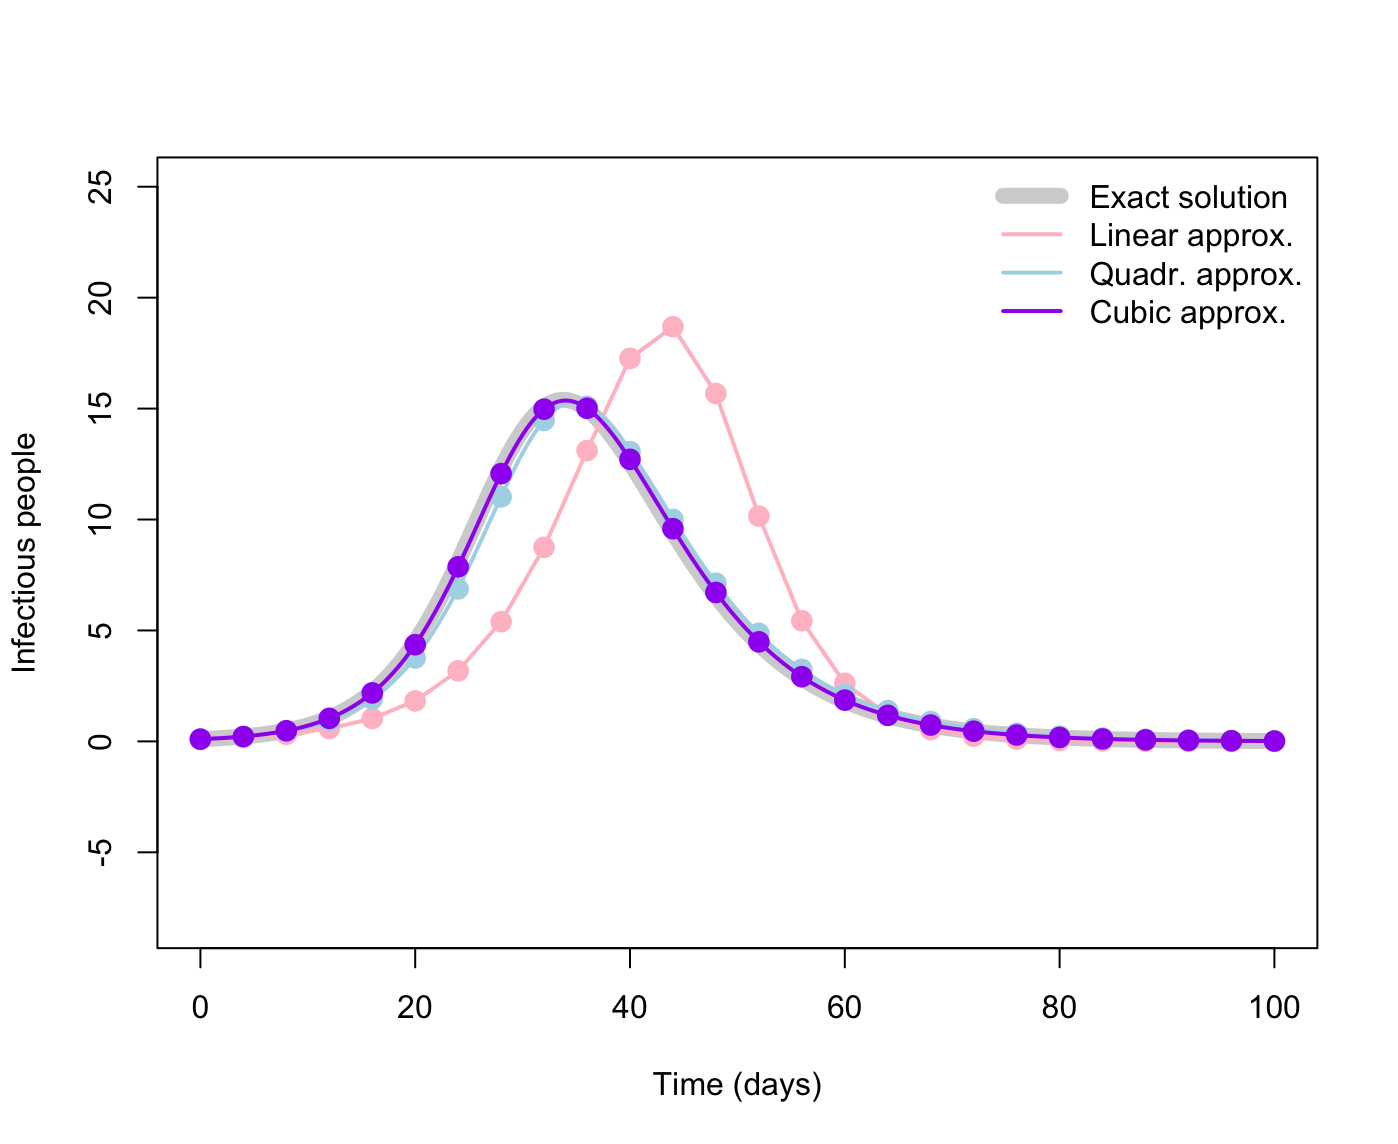 Exact solution
Linear approx.
Quadr. approx.
Cubic approx.
25
20
15
10
5
0
-5
Infectious people
0 20 40 60 80 100
Time (days)